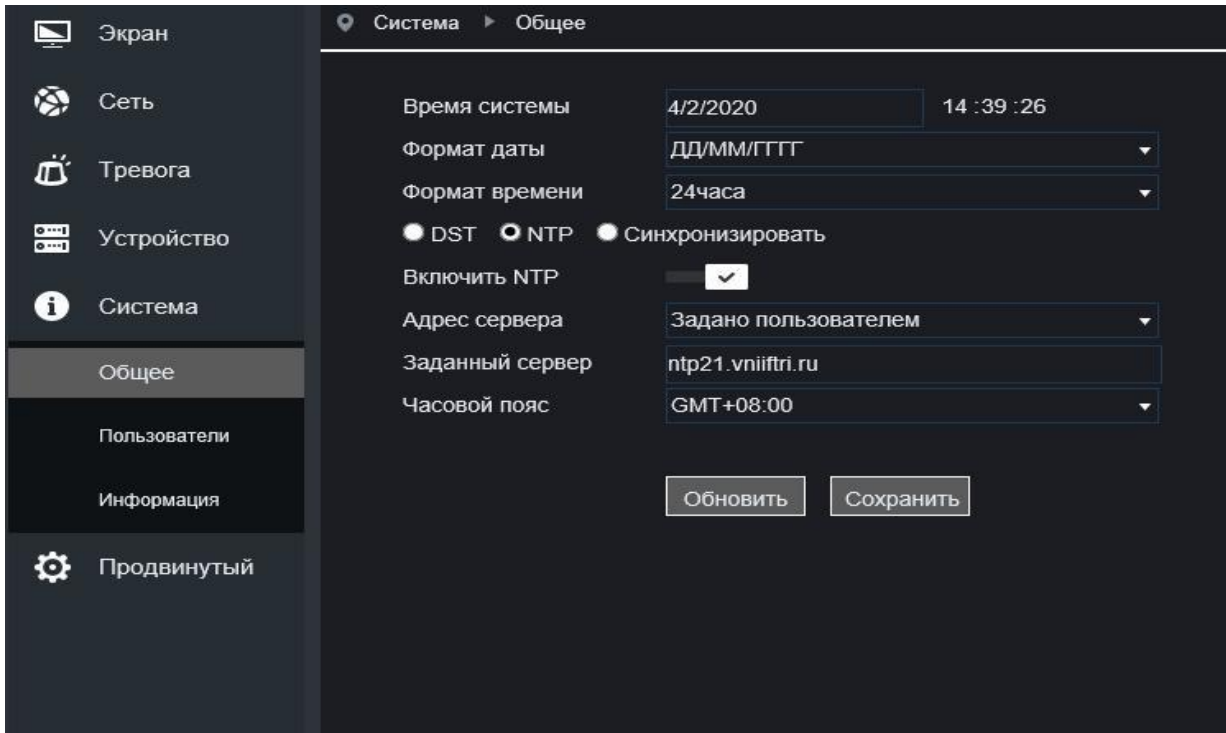 Экран
Сеть
Тревога
Устройство
Система
Общее
Пользователи
Информация
Продвинутый
Система Общее
Время системы 4/2/2020 14 :39 :26
Формат даты ДД/ММ/ГГГГ
Формат времени 24часа
DST NTP Синхронизировать
Включить NTP
Адрес сервера Задано пользователем
Заданный сервер ntp21.vniiftri.ru
Часовой пояс GMT+08:00
Обновить Сохранить